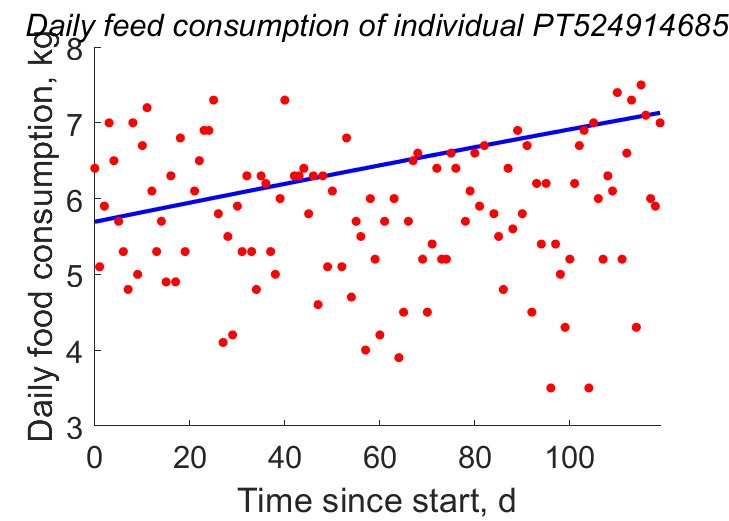 Daily feed consumption of individual PT524914685
Daily food consumption, kg
8
7
6
5
4
3
0 20 40 60 80 100
Time since start, d